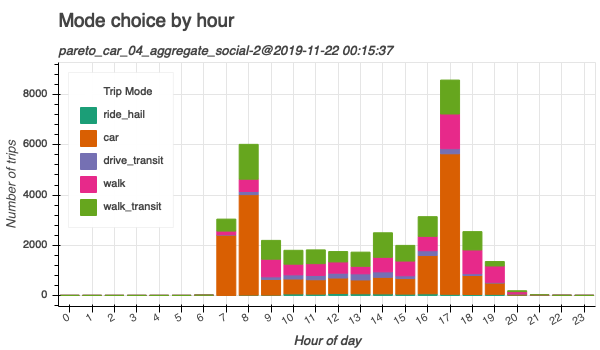 Mode choice by hour
pareto_car_04_aggregate_social-2@2019-11-22 00:15:37
Trip Mode
ride_hail
car
drive_transit
walk
walk_transit
Number of trips
8000
6000
4000
2000
0
0 1 2 3 4 5 6 7 8 9 10 11 12 13 14 15 16 17 18 19 20 21 22 23
Hour of day